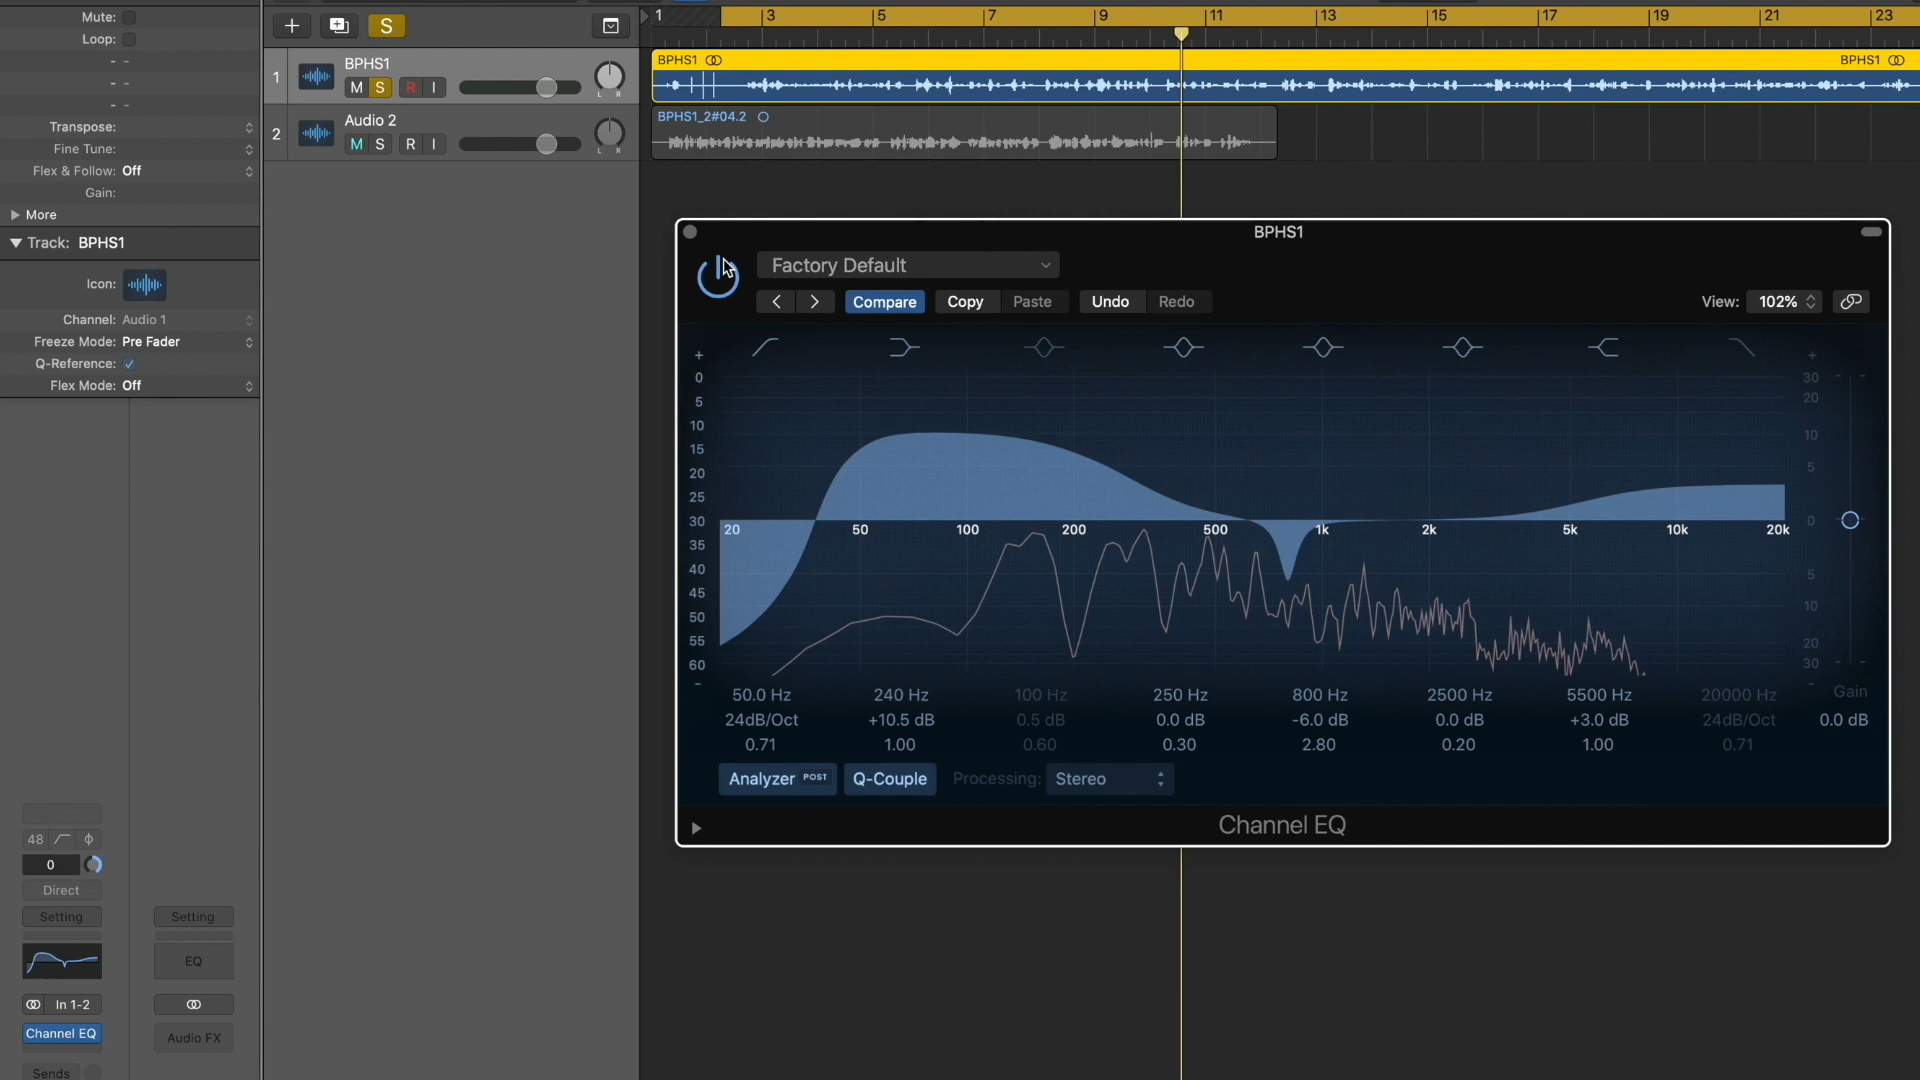 Mute:
Loop:
- -
- -
- -
Transpose:
Fine Tune:
Flex & Follow: Off
Gain:
More
Track: BPHS1
Icon:
Channel: Audio 1
Freeze Mode: Pre Fader
Q-Reference:
Flex Mode: Off
48
0
Direct
Setting
In 1-2
Channel EQ
Sends
Setting
EQ
Audio FX
S
1 3 5 7 9 11 13 15 17 19 21 23
1
BPHS1
M S R I
L R
2
Audio 2
M S R I
L R
BPHS1
BPHS1
BPHS1_2#04.2
BPHS1
Factory Default
Compare Copy Paste Undo Redo
View: 102%
+
0
5
10
15
20
25
30
35
40
45
50
55
60
-
20 50 100 200 500 1k 2k 5k 10k 20k
+
30
20
10
5
0
5
10
20
30
-
50.0 Hz 240 Hz 100 Hz 250 Hz 800 Hz 2500 Hz 5500 Hz 20000 Hz Gain
24dB/Oct +10.5 dB 0.5 dB 0.0 dB -6.0 dB 0.0 dB +3.0 dB 24dB/Oct 0.0 dB
0.71 1.00 0.60 0.30 2.80 0.20 1.00 0.71
Analyzer POST Q-Couple Processing: Stereo
Channel EQ